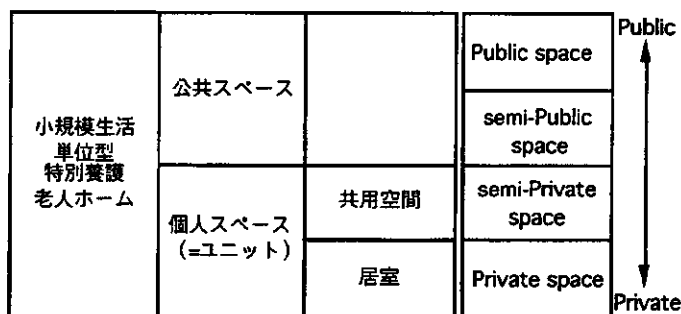 小規模生活
単位型
特別養護
老人ホーム
公共スペース
個人スペース
(=ユニット)
共用空間
居室
Public space
semi-Public
space
semi-Private
space
Private space
Public
Private